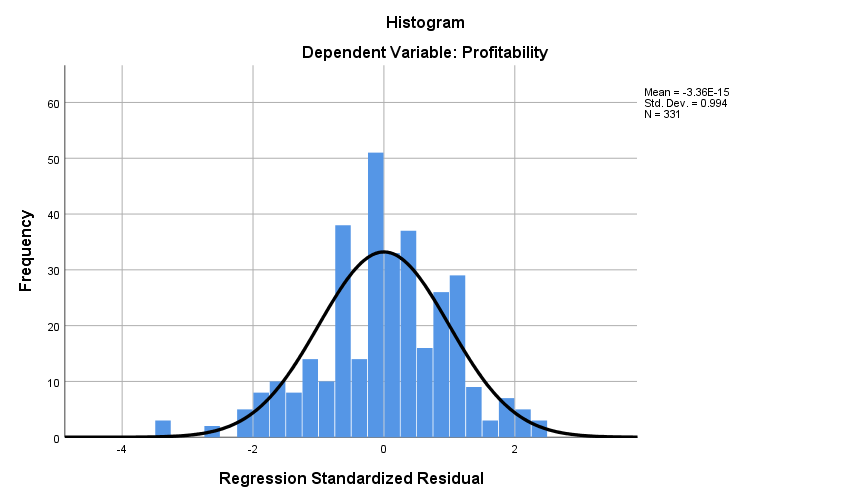 Histogram
Dependent Variable: Profitability
Mean = -3.36E-15
Std. Dev. = 0.994
N = 331
Frequency
60
50
40
30
20
10
0
-4 -2 0 2
Regression Standardized Residual